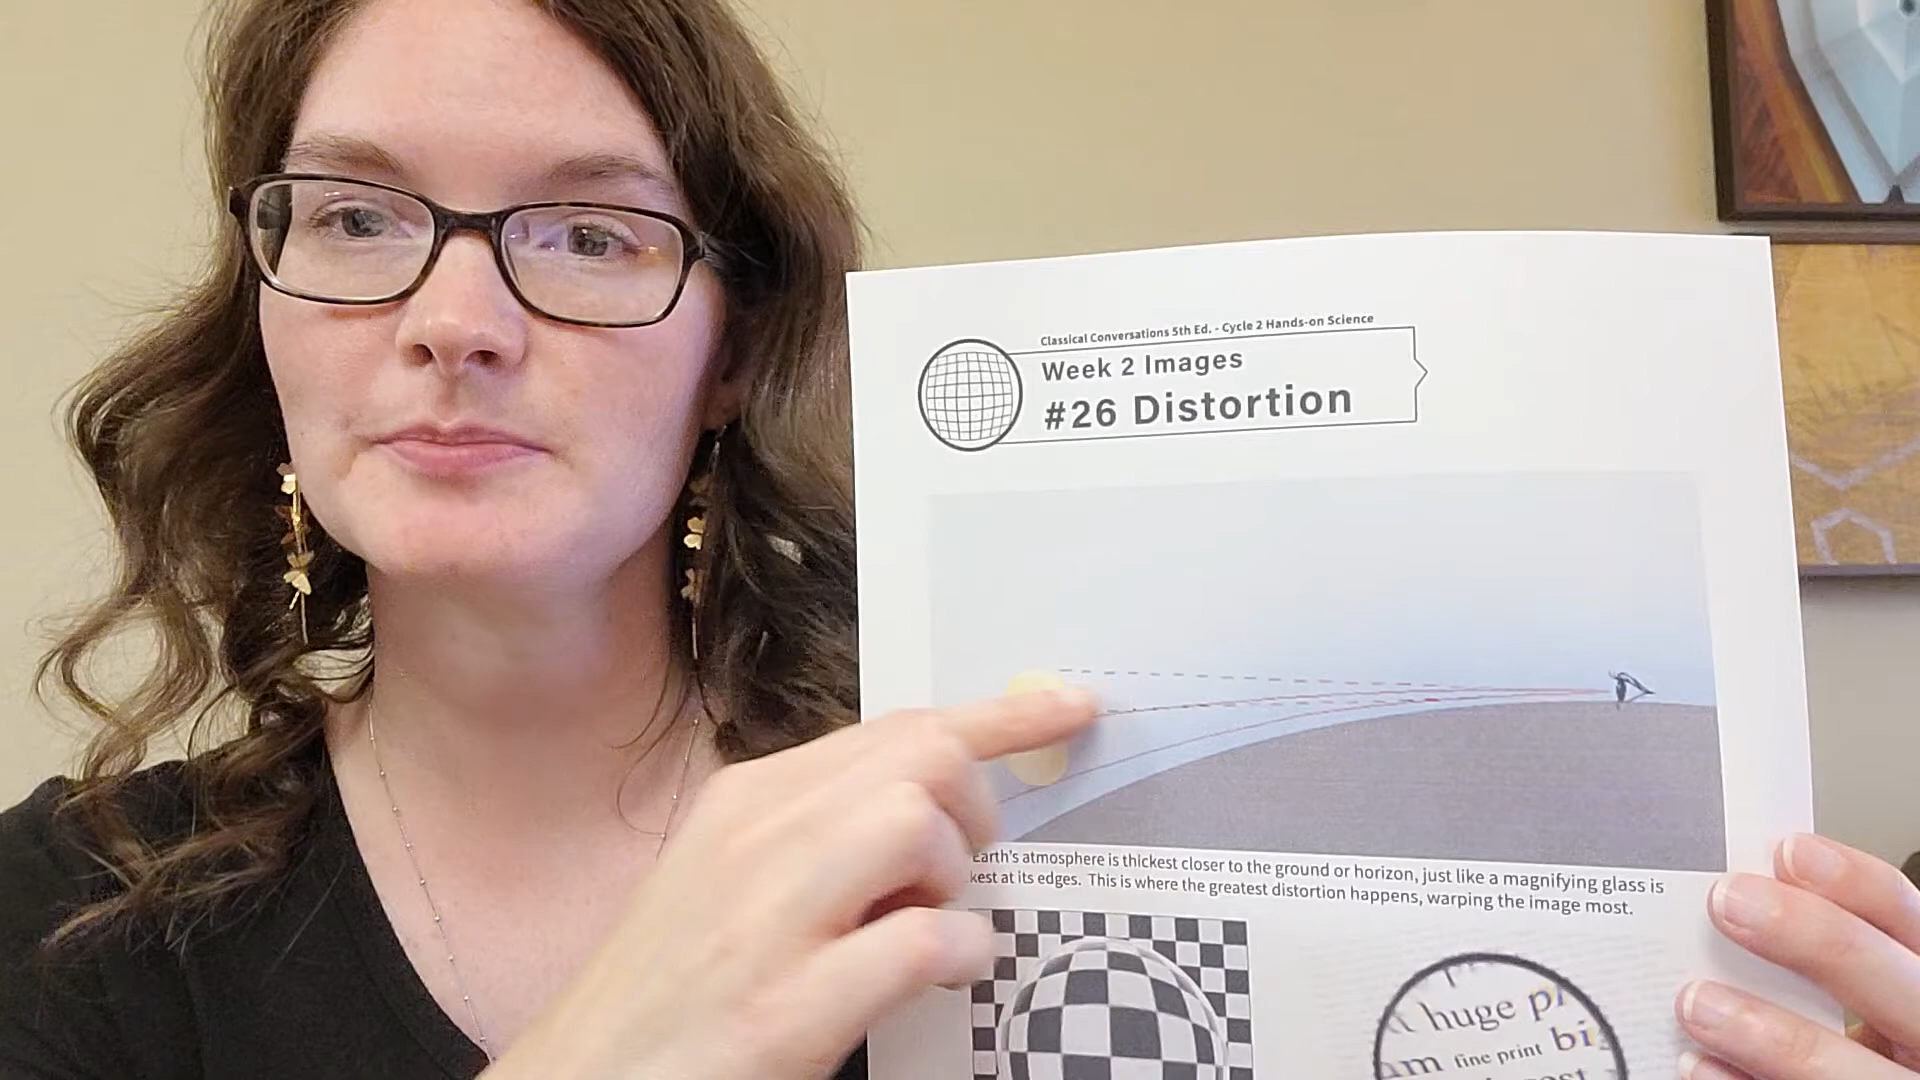 Classical Conversations 5th Ed. - Cycle 2 Hands-on Science
Week 2 Images
#26 Distortion
Earth's atmosphere is thickest closer to the ground or horizon, just like a magnifying glass is
kest at its edges. This is where the greatest distortion happens, warping the image most.
huge
fine print bi